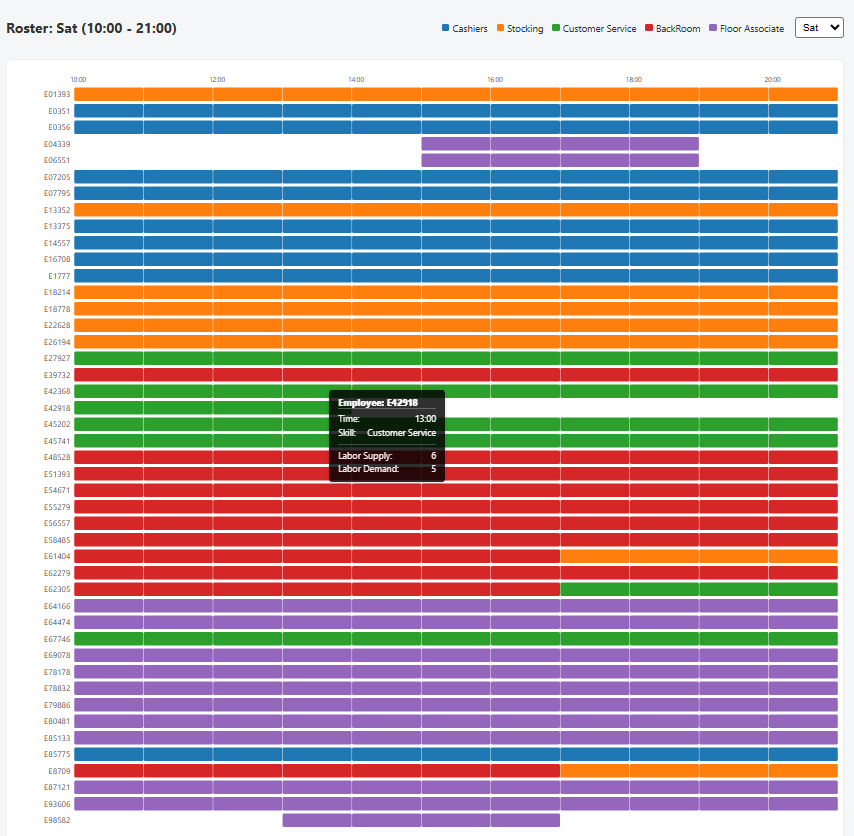 Roster: Sat (10:00 - 21:00)
Cashiers Stocking Customer Service BackRoom Floor Associate Sat
10:00 12:00 14:00 16:00 18:00 20:00
E01393
E0351
E0356
E04339
E06551
E07205
E07795
E13352
E13375
E14557
E16708
E1777
E18214
E18778
E22628
E26194
E27927
E39732
E42368
E42918
E45202
E45741
E48528
E51393
E54671
E55279
E56557
E58485
E61404
E62279
E62305
E64166
E64474
E67746
E69078
E78178
E78832
E79886
E80481
E85133
E85775
E8709
E87121
E93606
E98582
Employee: E42918
Time: 13:00
Skill: Customer Service
Labor Supply: 6
Labor Demand: 5